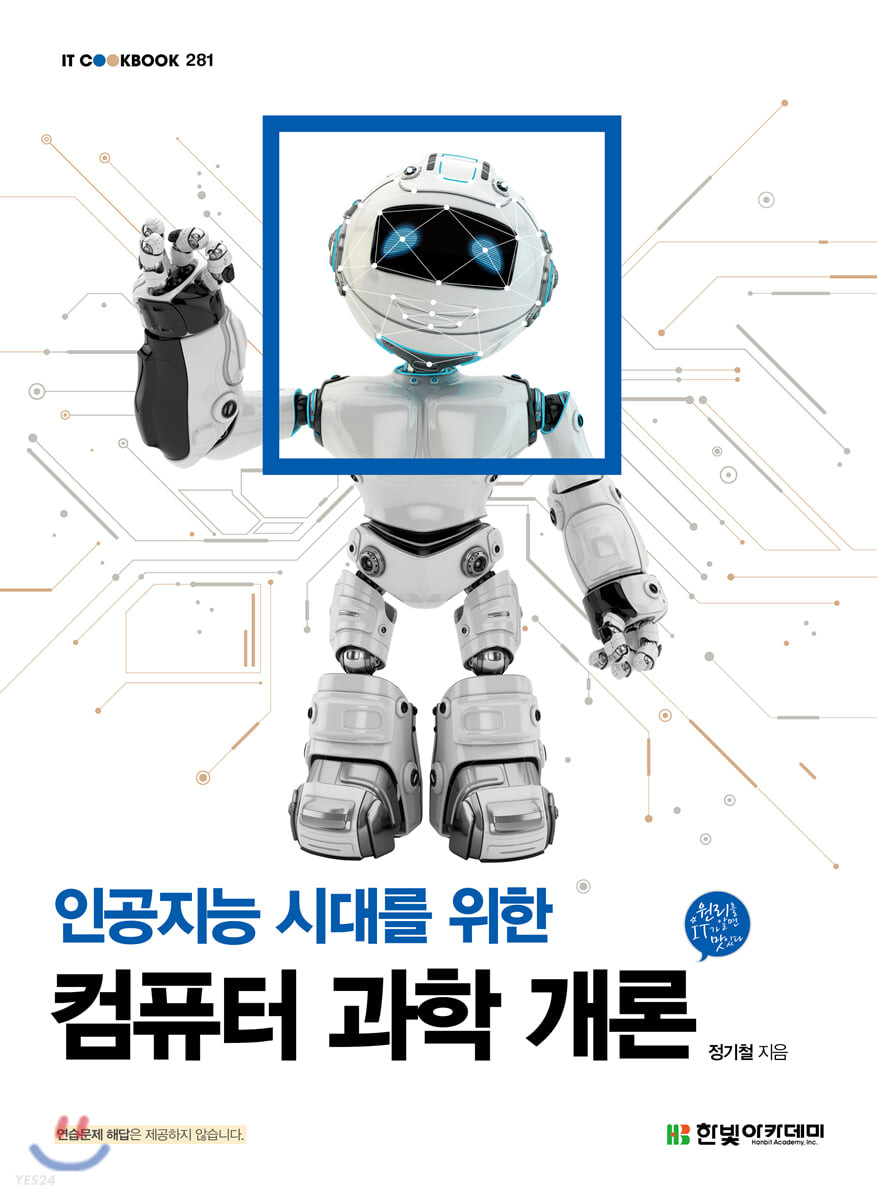 IT COOKBOOK 281
인공지능 시대를 위한
원리를
IT가 알면
맛있다
컴퓨터 과학 개론
정기철 지음
연습문제 해답은 제공하지 않습니다.
한빛아카데미
Hanbit Academy, Inc.
YES24